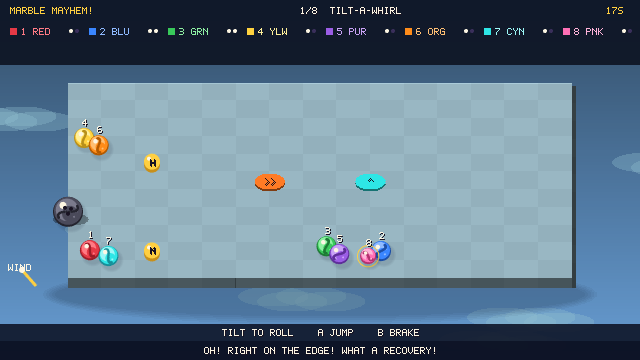 MARBLE MAYHEM! 1/8 TILT-A-WHIRL 17S
1 RED 2 BLU 3 GRN 4 YLW 5 PUR 6 ORG 7 CYN 8 PNK
4
6
N
1
7
N
3
5
8
2
WIND
TILT TO ROLL A JUMP B BRAKE
OH! RIGHT ON THE EDGE! WHAT A RECOVERY!